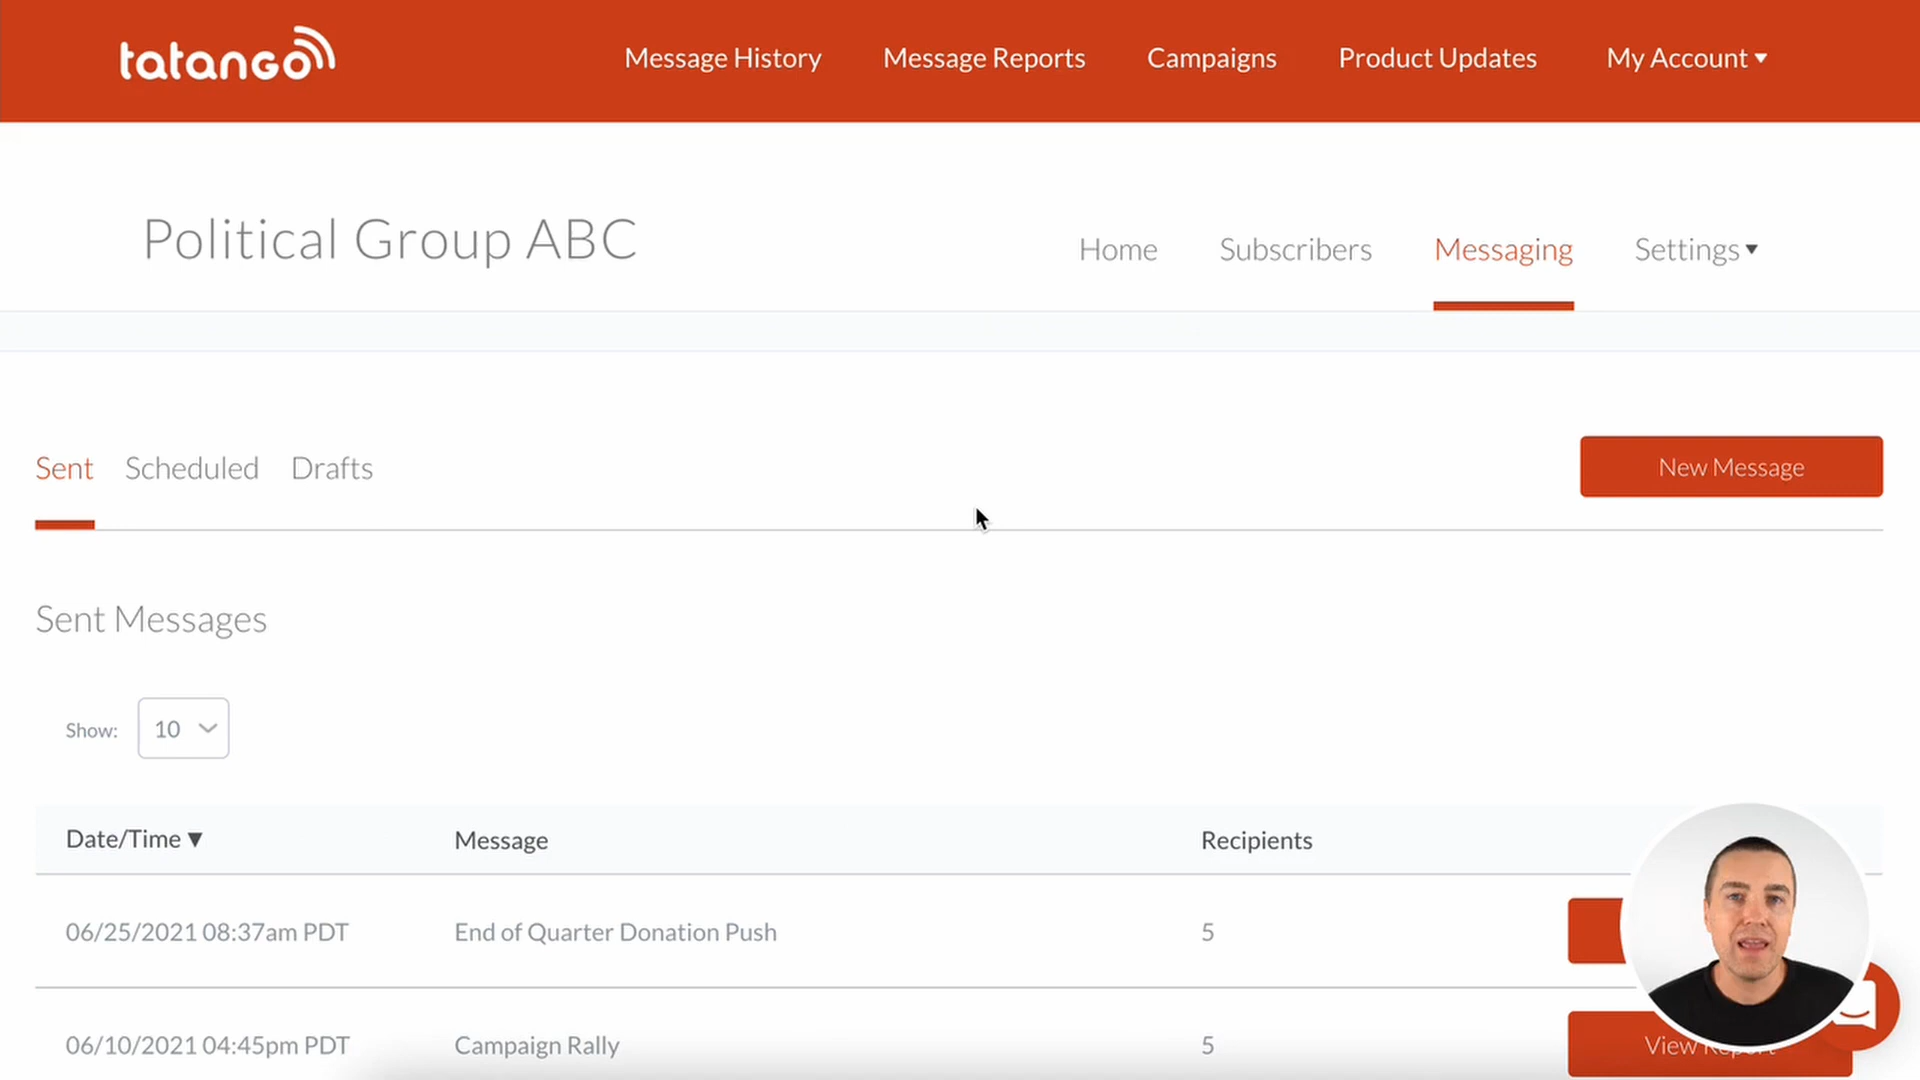 tatango
Message History Message Reports Campaigns Product Updates My Account
Political Group ABC
Home Subscribers Messaging Settings
Sent Scheduled Drafts New Message
Sent Messages
Show: 10
Date/Time Message Recipients
06/25/2021 08:37am PDT End of Quarter Donation Push 5
06/10/2021 04:45pm PDT Campaign Rally 5 View Report